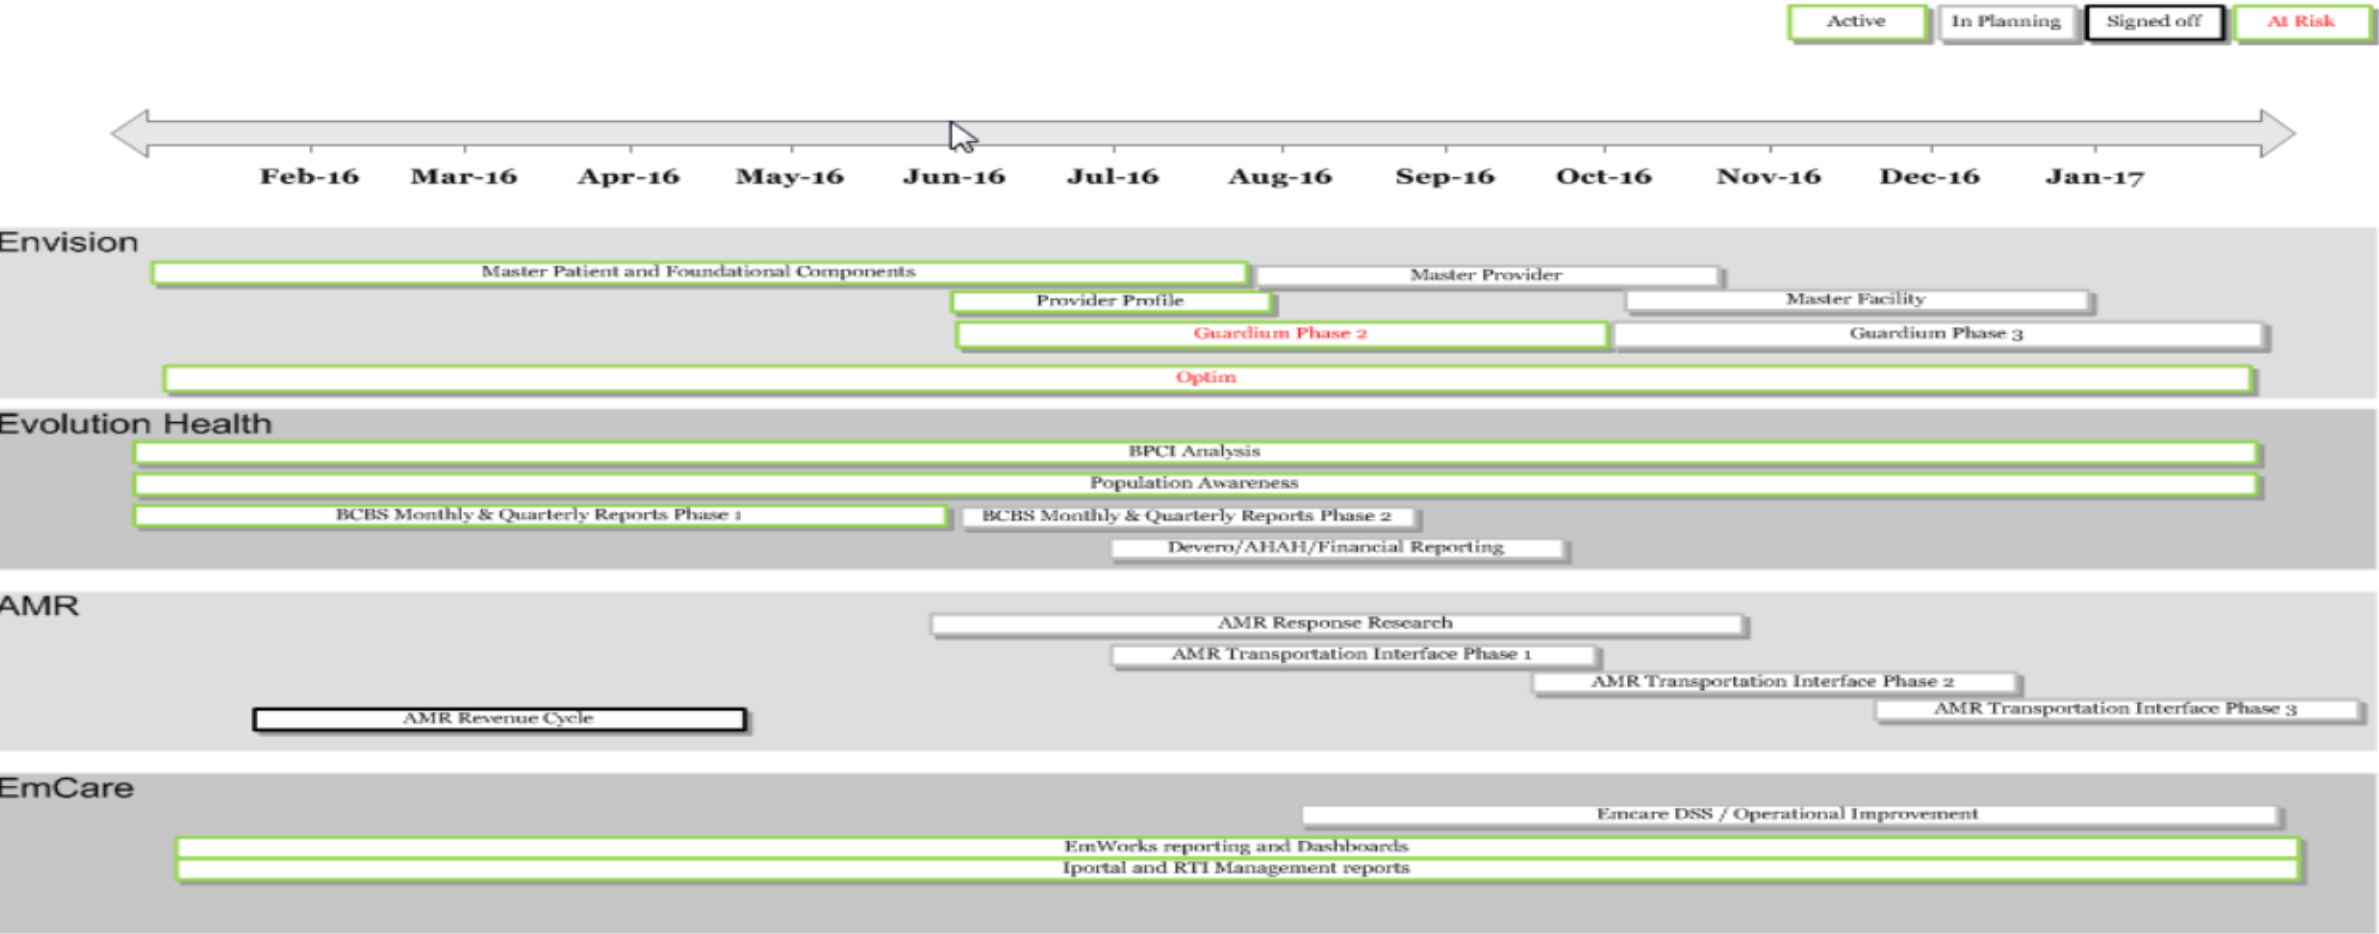 Active
In Planning
Signed off
At Risk
Feb-16
Mar-16
Apr-16
May-16
Jun-16
Jul-16
Aug-16
Sep-16
Oct-16
Nov-16
Dec-16
Jan-17
Envision
Master Patient and Foundational Components
Master Provider
Provider Profile
Master Facility
Guardium Phase 2
Guardium Phase 3
Optim
Evolution Health
BPCI Analysis
Population Awareness
BCBS Monthly & Quarterly Reports Phase 1
BCBS Monthly & Quarterly Reports Phase 2
Devero/AHAH/Financial Reporting
AMR
AMR Response Research
AMR Transportation Interface Phase 1
AMR Transportation Interface Phase 2
AMR Transportation Interface Phase 3
AMR Revenue Cycle
EmCare
Emcare DSS / Operational Improvement
EmWorks reporting and Dashboards
Iportal and RTI Management reports